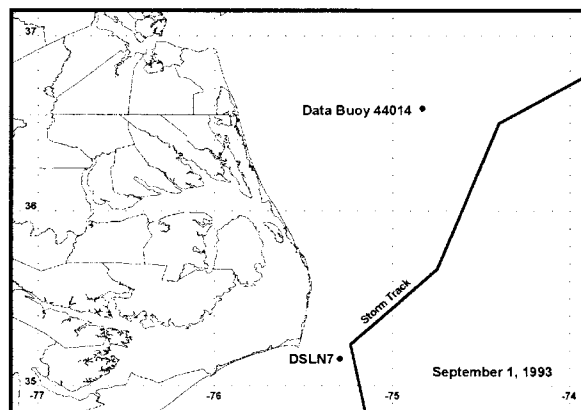 37
Data Buoy 44014
36
Storm Track
DSLN7
35
September 1, 1993
-77
-76
-75
-74